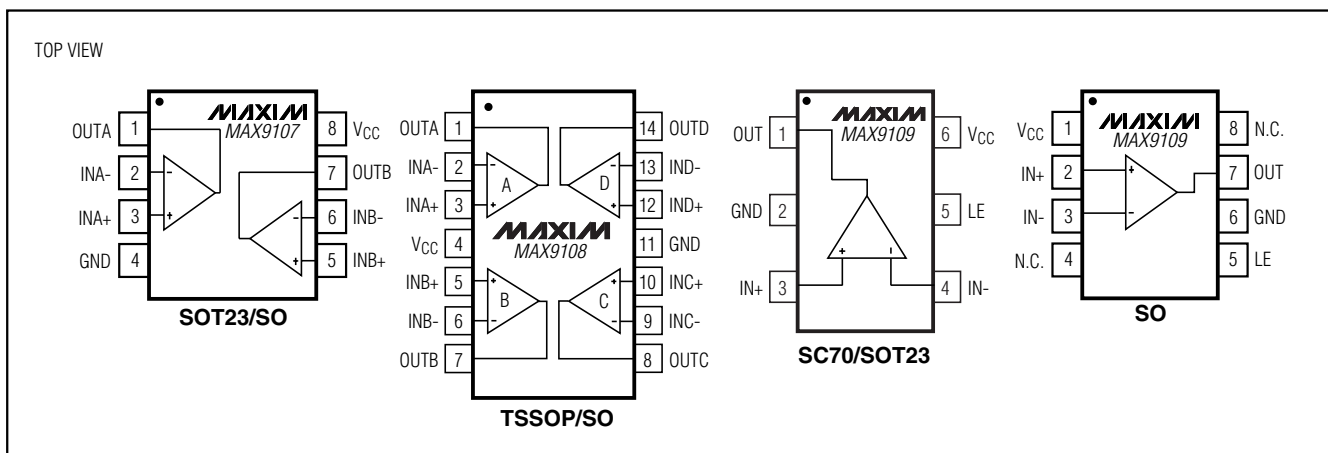 TOP VIEW
MAXIM
MAX9107
OUTA 1
INA- 2
INA+ 3
GND 4
8 VCC
7 OUTB
6 INB-
5 INB+
- +
- +
SOT23/SO
MAXIM
MAX9108
OUTA 1
INA- 2
INA+ 3
VCC 4
INB+ 5
INB- 6
OUTB 7
14 OUTD
13 IND-
12 IND+
11 GND
10 INC+
9 INC-
8 OUTC
- A +
- D +
+ B -
+ C -
TSSOP/SO
MAXIM
MAX9109
OUT 1
GND 2
IN+ 3
6 VCC
5 LE
4 IN-
+ -
SC70/SOT23
MAXIM
MAX9109
VCC 1
IN+ 2
IN- 3
N.C. 4
8 N.C.
7 OUT
6 GND
5 LE
+ -
SO